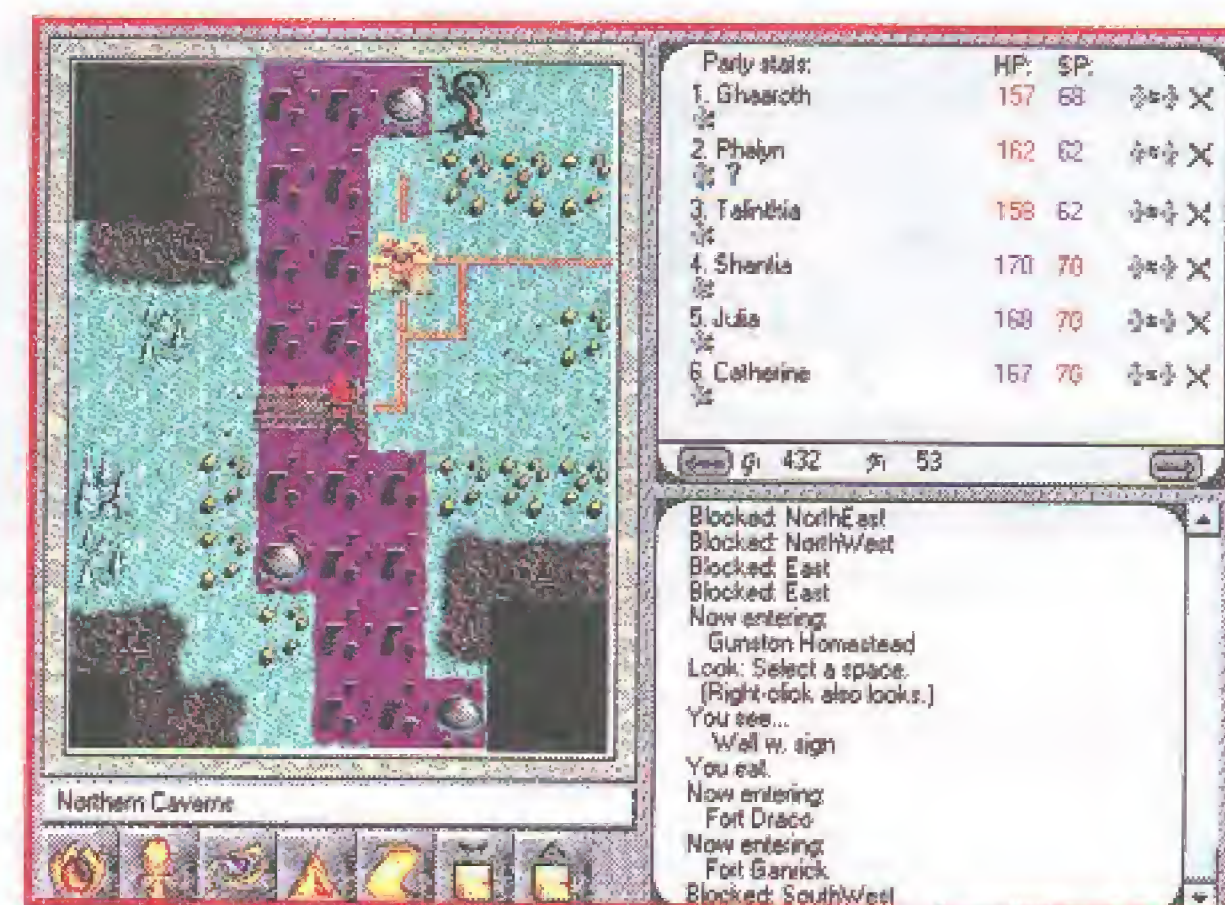 Party stats: HP: SP:
1. Ghaaroth 157 68
2. Phalyn 162 62
?
3. Talinthia 158 62
4. Shantia 170 70
5. Julia 168 70
6. Catherine 167 70
432 53
Blocked: NorthEast
Blocked: NorthWest
Blocked: East
Blocked: East
Now entering:
Gunston Homestead
Look: Select a space.
(Right-click also looks.)
You see...
Wall w. sign
You eat.
Now entering:
Fort Draco
Now entering:
Fort Ganrick
Blocked: SouthWest
Northern Caverns